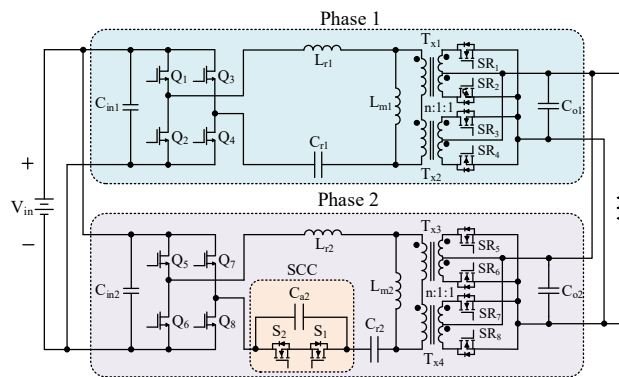 Phase 1
Tx1
Q1
Q3
Lr1
SR1
SR2
Cin1
Lm1
n:1:1
Co1
SR3
Q2
Q4
Cr1
SR4
Tx2
+
Vin
−
Phase 2
Tx3
Q5
Q7
Lr2
SR5
SCC
SR6
Cin2
Ca2
Lm2
n:1:1
Co2
Q6
Q8
S2
S1
Cr2
SR7
SR8
Tx4